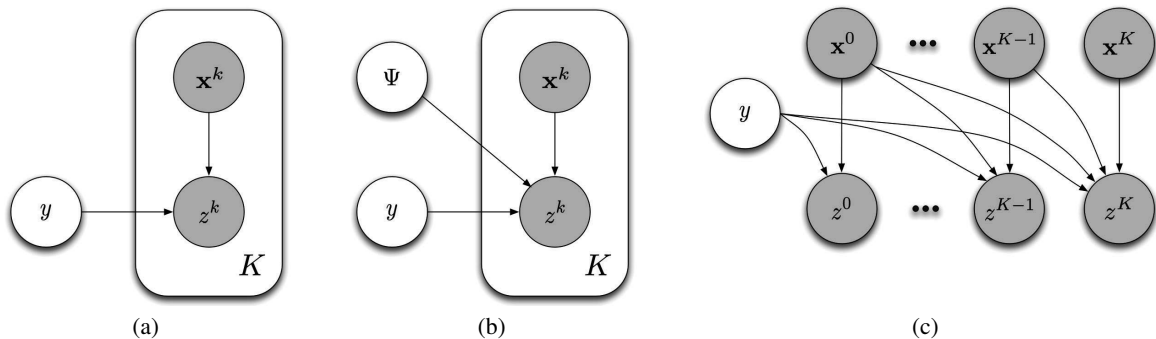 x^k
y
z^k
K
(a)
Ψ
x^k
y
z^k
K
(b)
x^0 ••• x^{K−1} x^K
y
z^0 ••• z^{K−1} z^K
(c)